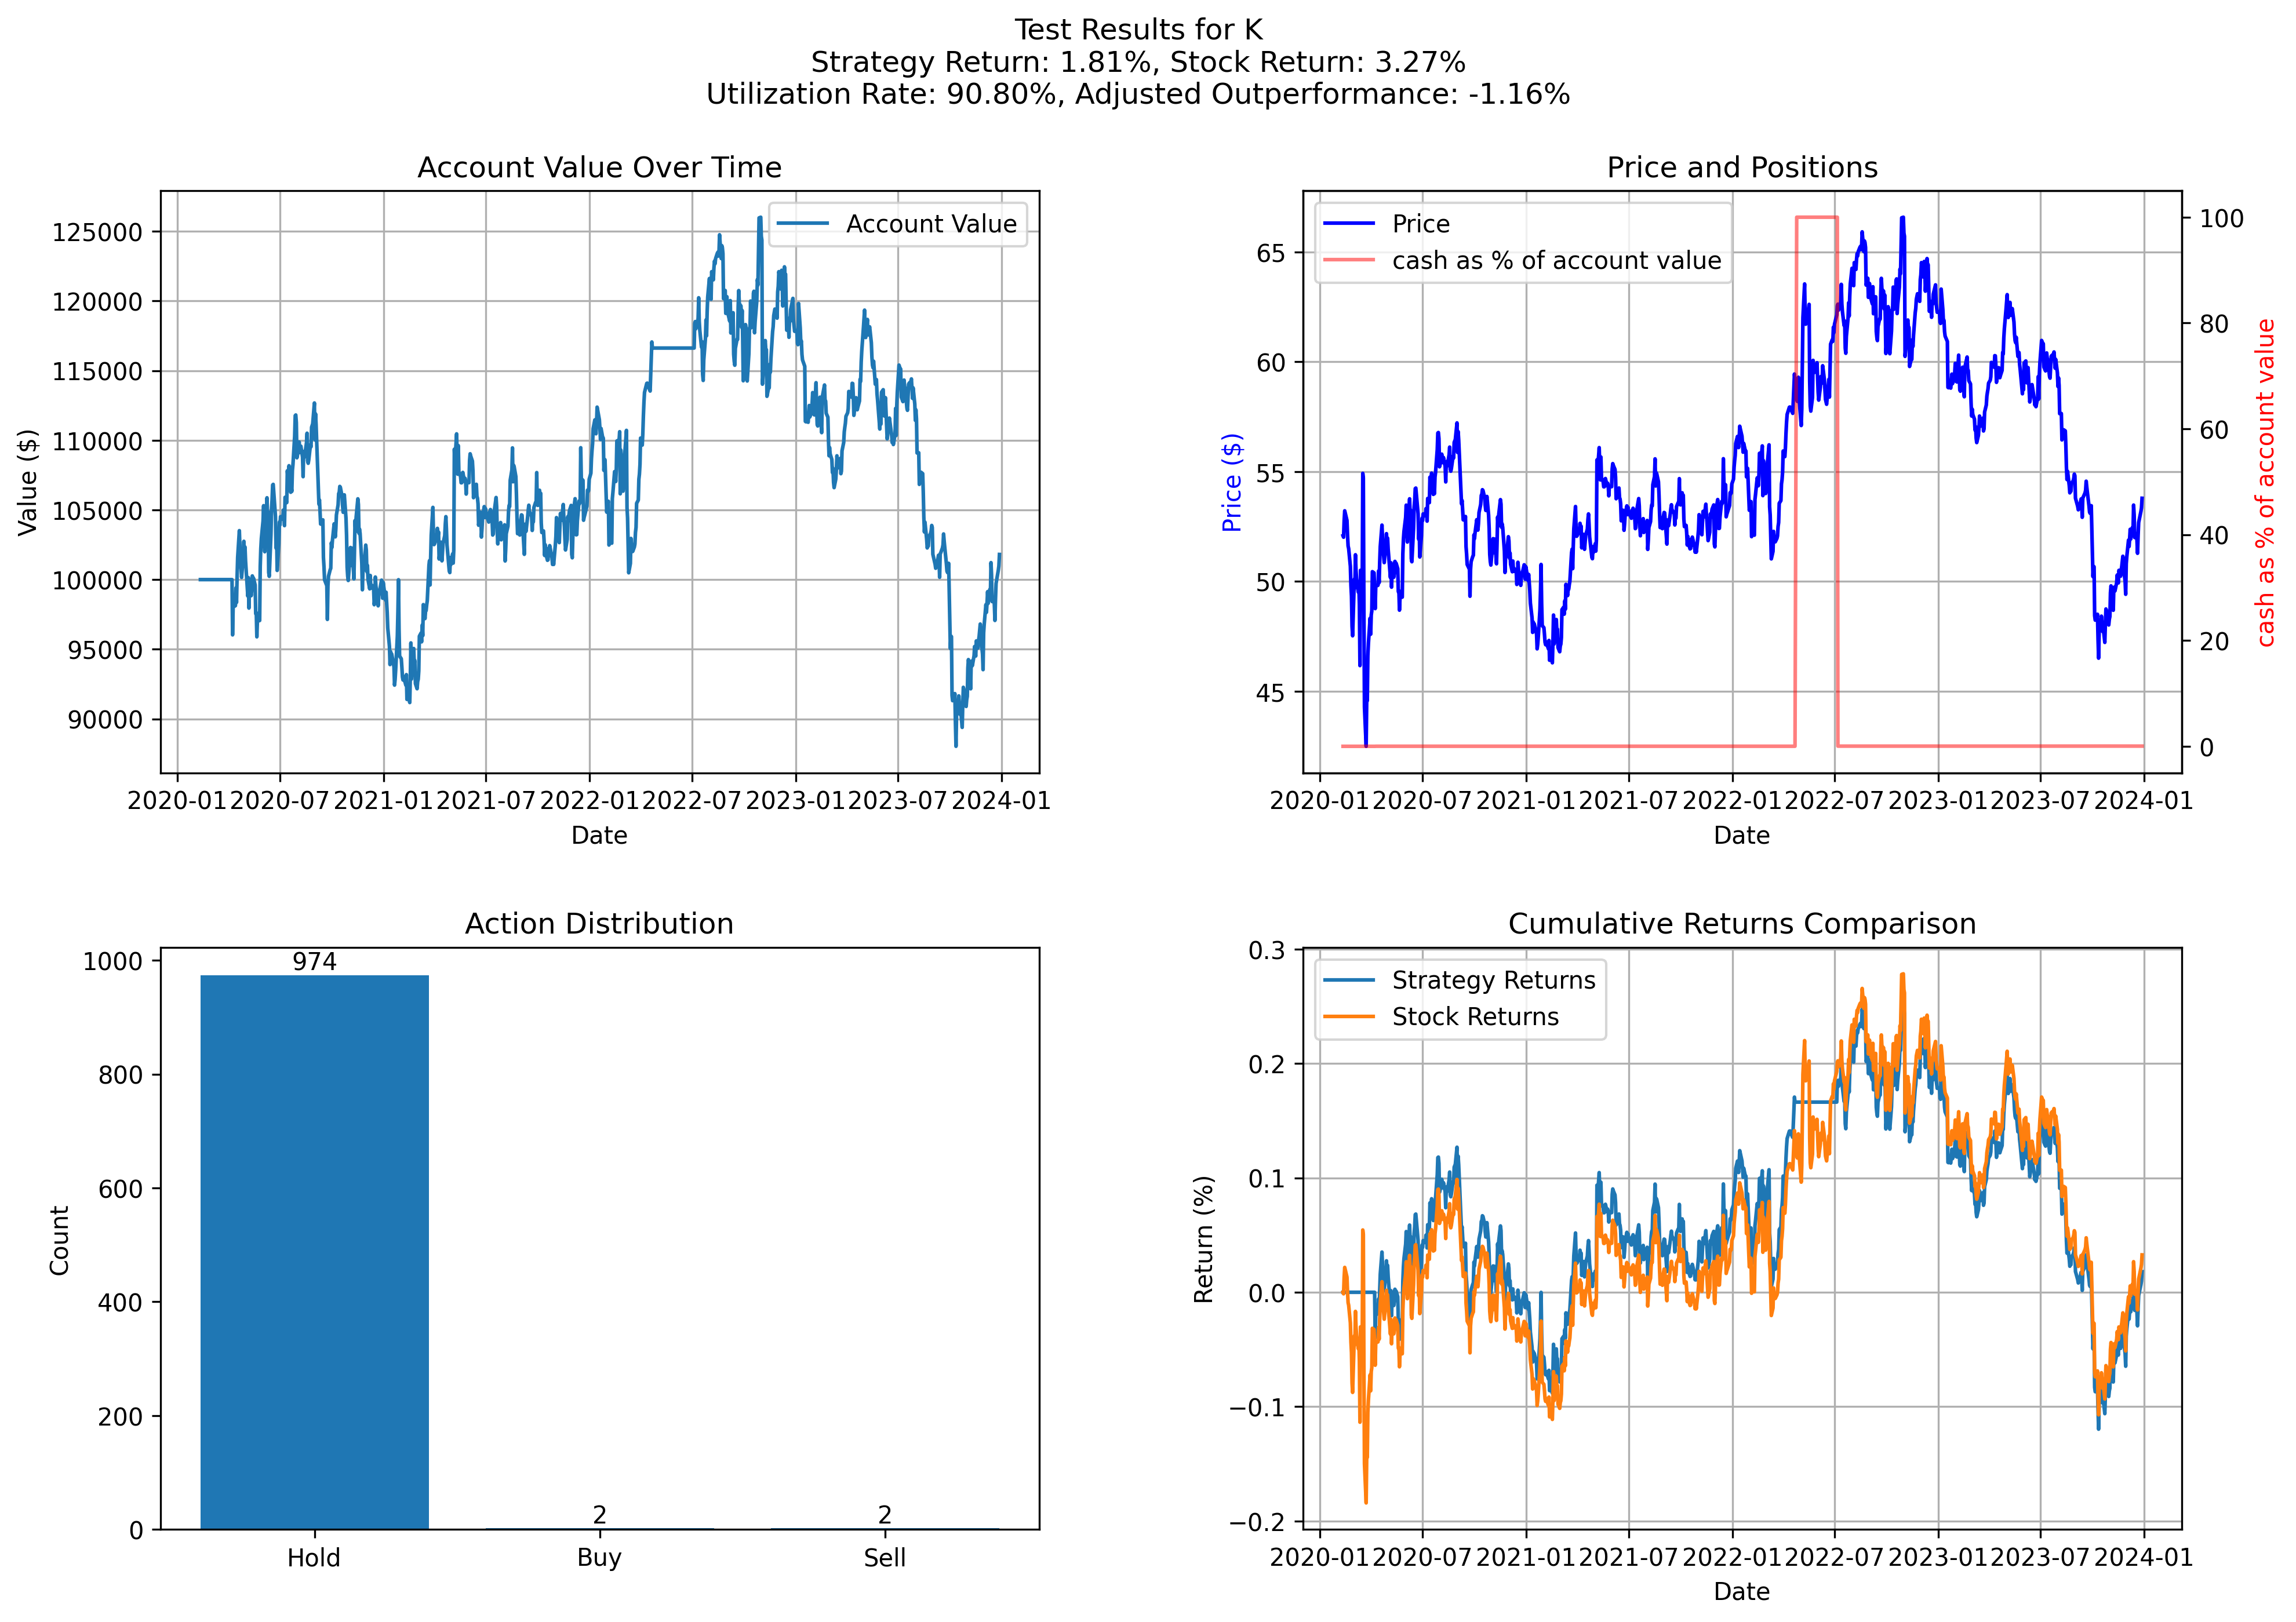 Test Results for K
Strategy Return: 1.81%, Stock Return: 3.27%
Utilization Rate: 90.80%, Adjusted Outperformance: -1.16%
Account Value Over Time
Account Value
Value ($)
125000
120000
115000
110000
105000
100000
95000
90000
2020-01 2020-07 2021-01 2021-07 2022-01 2022-07 2023-01 2023-07 2024-01
Date
Price and Positions
Price
cash as % of account value
Price ($)
65
60
55
50
45
100
80
60
40
20
0
cash as % of account value
2020-01 2020-07 2021-01 2021-07 2022-01 2022-07 2023-01 2023-07 2024-01
Date
Action Distribution
Count
1000
800
600
400
200
0
974
2
2
Hold Buy Sell
Cumulative Returns Comparison
Strategy Returns
Stock Returns
Return (%)
0.3
0.2
0.1
0.0
−0.1
−0.2
2020-01 2020-07 2021-01 2021-07 2022-01 2022-07 2023-01 2023-07 2024-01
Date